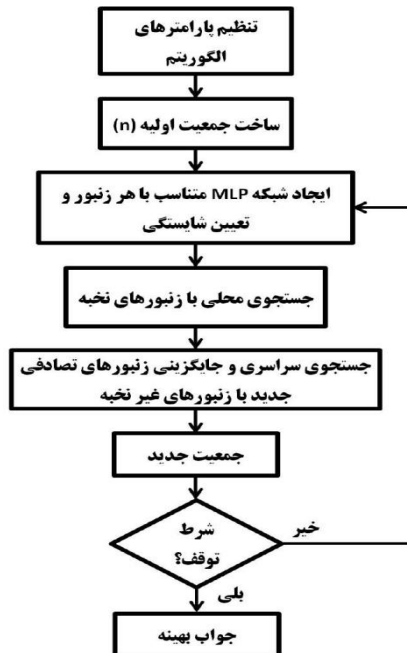 تنظیم پارامترهای
الگوریتم
ساخت جمعیت اولیه (n)
ایجاد شبکه MLP متناسب با هر زنبور و
تعیین شایستگی
جستجوی محلی با زنبورهای نخبه
جستجوی سراسری و جایگزینی زنبورهای تصادفی
جدید با زنبورهای غیر نخبه
جمعیت جدید
شرط
توقف؟
خیر
بلی
جواب بهینه